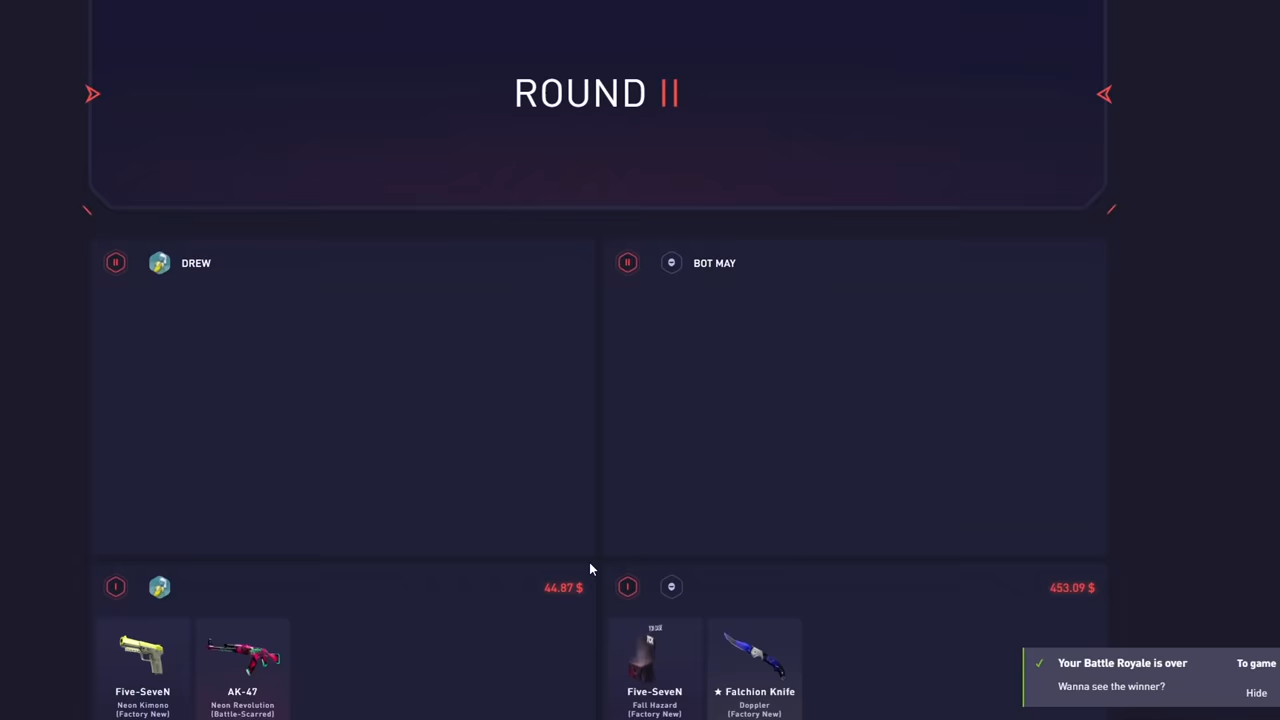 ROUND II
II DREW
II BOT MAY
I 44.87 $
I 453.09 $
Five-SeveN
Neon Kimono
(Factory New)
AK-47
Neon Revolution
(Battle-Scarred)
Five-SeveN
Fall Hazard
(Factory New)
★ Falchion Knife
Doppler
(Factory New)
✓ Your Battle Royale is over
To game
Wanna see the winner?
Hide